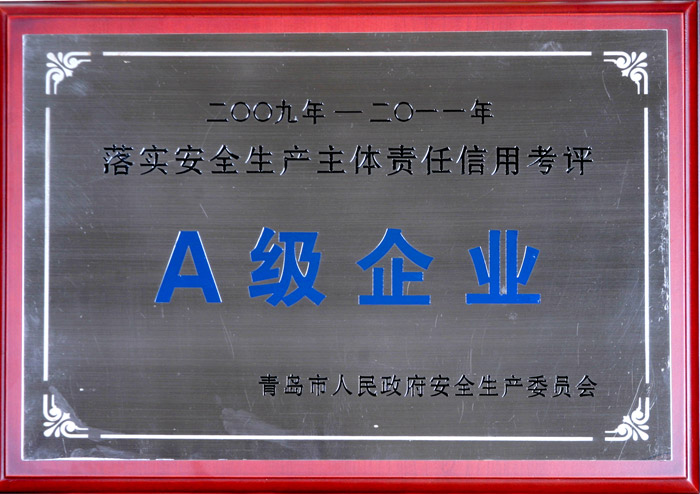 二〇〇九年－二〇一一年
落实安全生产主体责任信用考评
A级企业
青岛市人民政府安全生产委员会